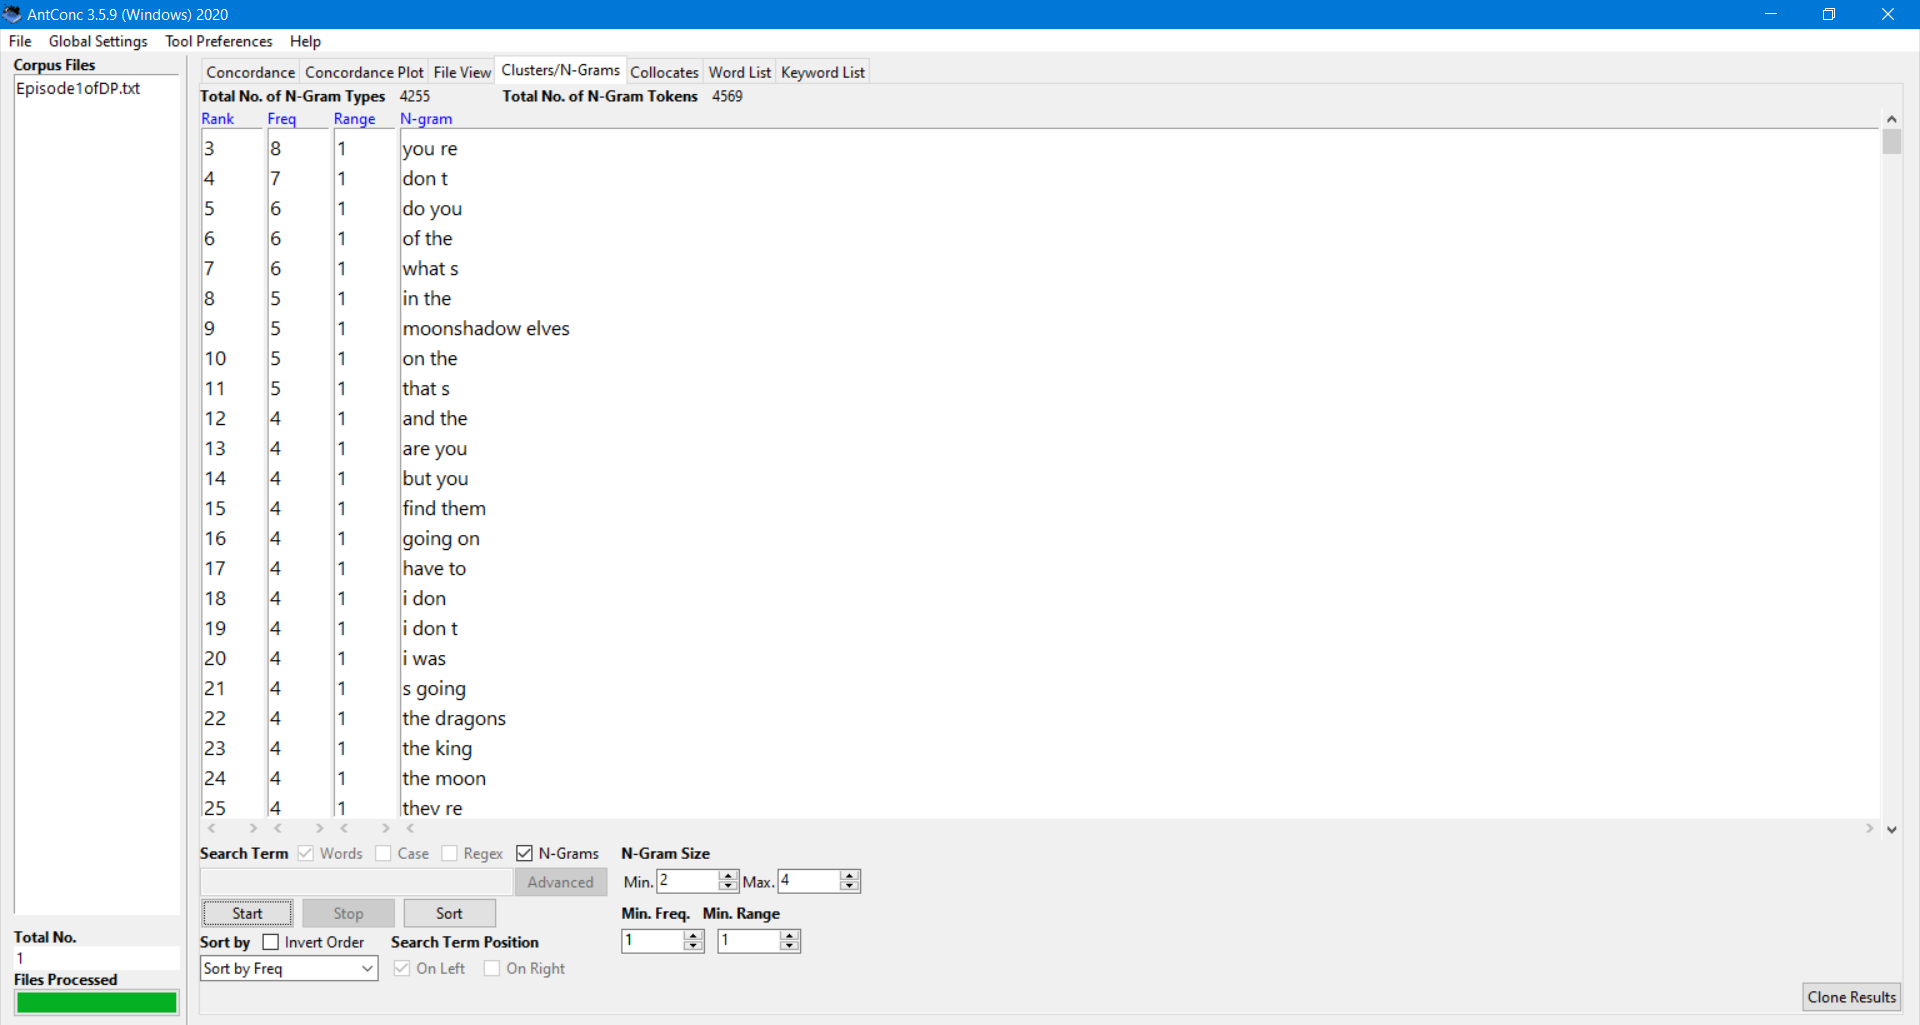 AntConc 3.5.9 (Windows) 2020
File Global Settings Tool Preferences Help
Corpus Files
Episode1ofDP.txt
Concordance Concordance Plot File View Clusters/N-Grams Collocates Word List Keyword List
Total No. of N-Gram Types 4255 Total No. of N-Gram Tokens 4569
Rank Freq Range N-gram
3 8 1 you re
4 7 1 don t
5 6 1 do you
6 6 1 of the
7 6 1 what s
8 5 1 in the
9 5 1 moonshadow elves
10 5 1 on the
11 5 1 that s
12 4 1 and the
13 4 1 are you
14 4 1 but you
15 4 1 find them
16 4 1 going on
17 4 1 have to
18 4 1 i don
19 4 1 i don t
20 4 1 i was
21 4 1 s going
22 4 1 the dragons
23 4 1 the king
24 4 1 the moon
25 4 1 they re
Search Term Words Case Regex N-Grams N-Gram Size
Advanced Min. 2 Max. 4
Start Stop Sort Min. Freq. Min. Range
1 1
Sort by Invert Order Search Term Position
Sort by Freq On Left On Right
Total No.
1
Files Processed
Clone Results